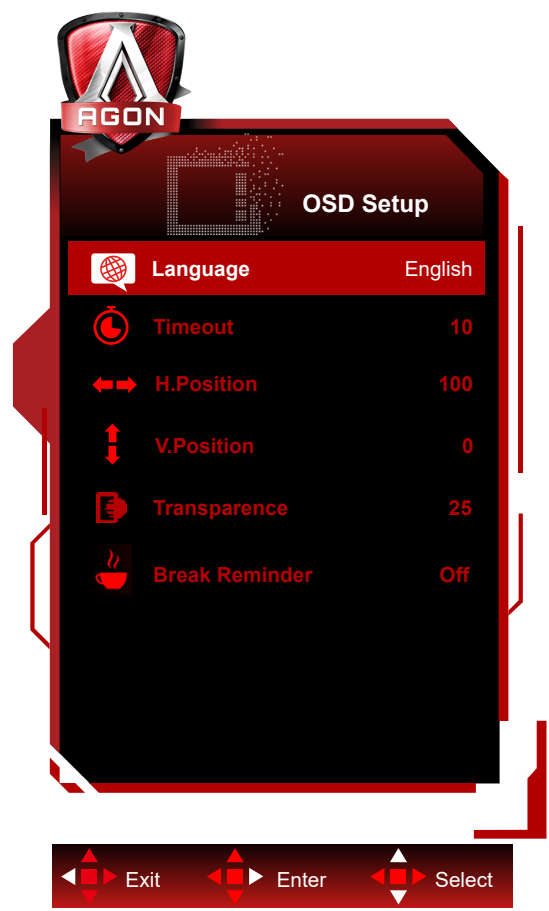 AGON
OSD Setup
Language English
Timeout 10
H.Position 100
V.Position 0
Transparence 25
Break Reminder Off
Exit Enter Select